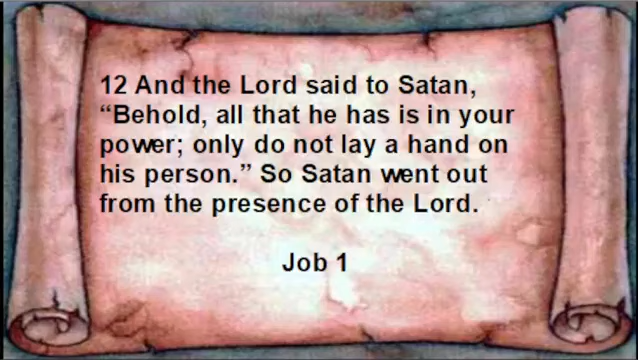 12 And the Lord said to Satan,
“Behold, all that he has is in your
power; only do not lay a hand on
his person.” So Satan went out
from the presence of the Lord.
Job 1